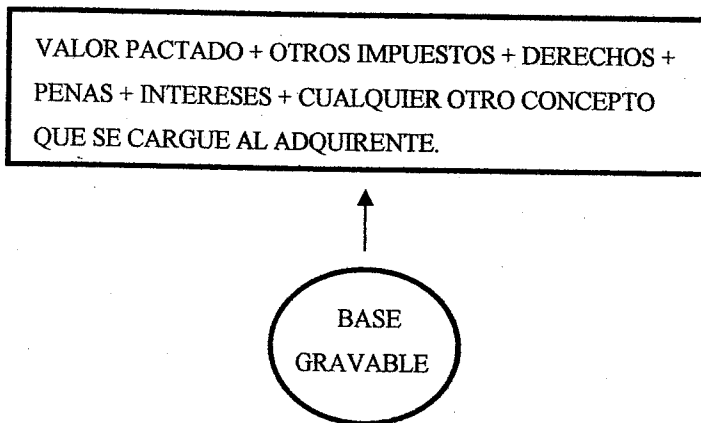 VALOR PACTADO + OTROS IMPUESTOS + DERECHOS +
PENAS + INTERESES + CUALQUIER OTRO CONCEPTO
QUE SE CARGUE AL ADQUIRENTE.
BASE
GRAVABLE